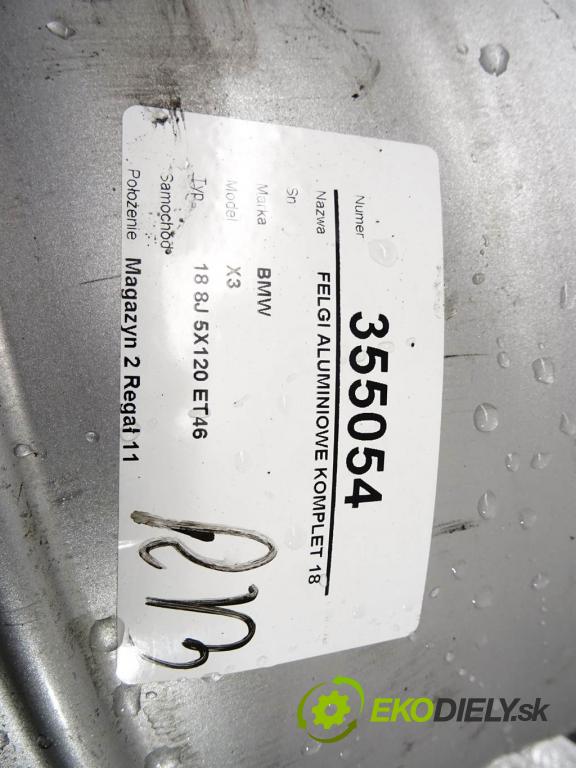 Numer 355054
Nazwa FELGI ALUMINIOWE KOMPLET 18
Sn
Marka BMW
Model X3
Typ 18 8J 5X120 ET46
Samochód
Położenie Magazyn 2 Regał 11
EKODIELY.sk